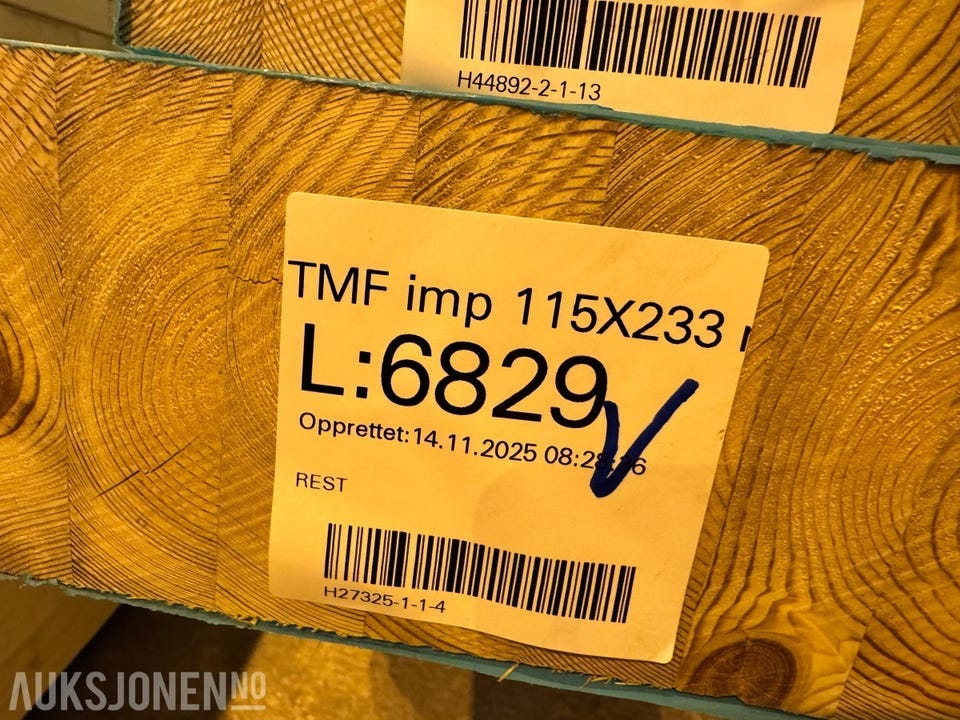 H44892-2-1-13
TMF imp 115X233
L:6829
Opprettet:14.11.2025 08:28
REST
H27325-1-1-4
AUKSJONEN NO